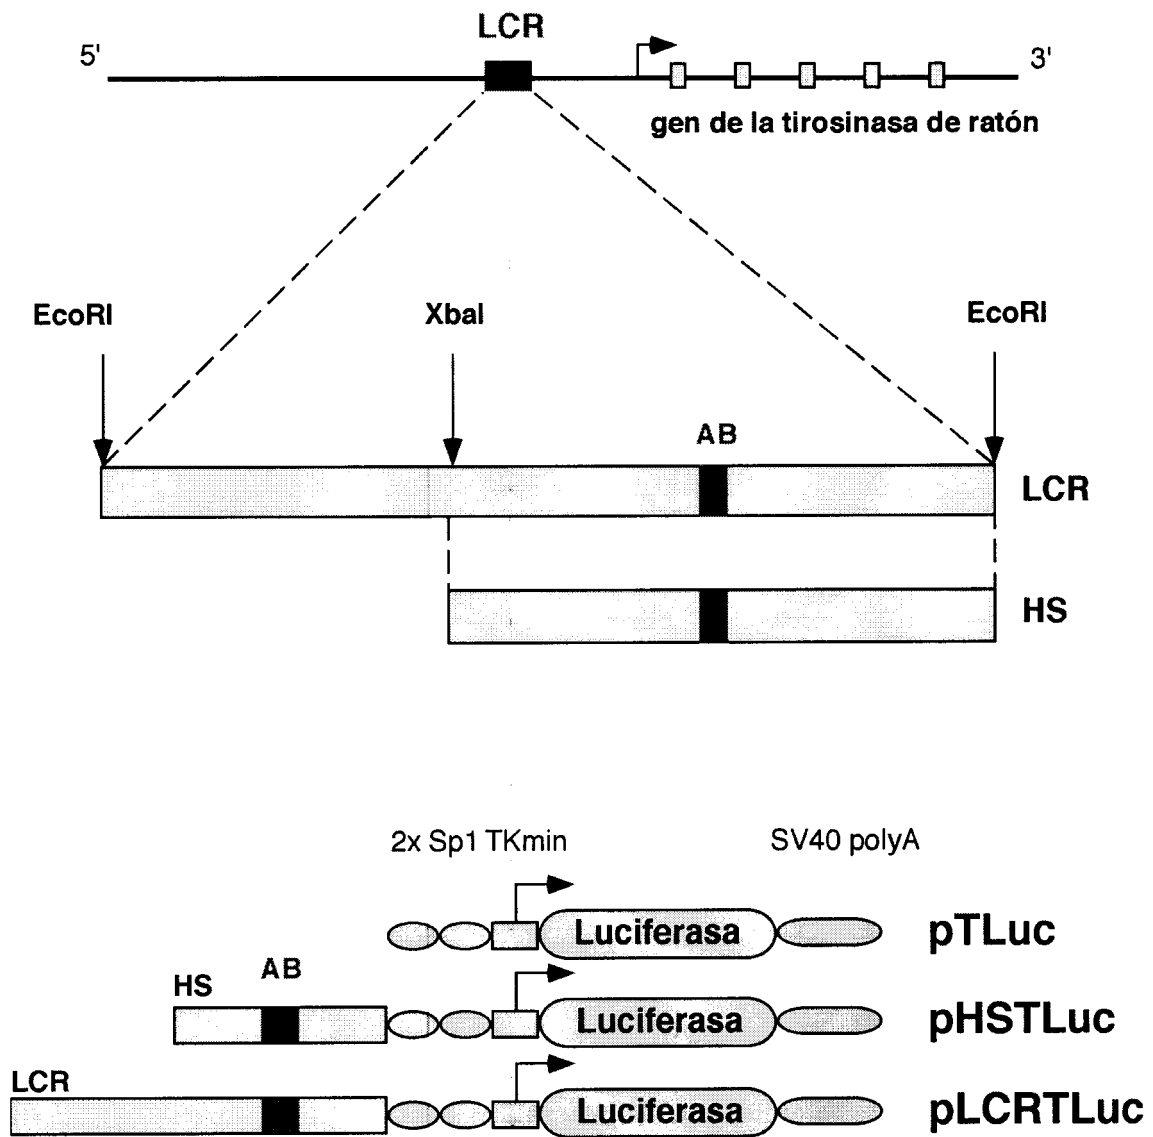 LCR
5'
3'
gen de la tirosinasa de ratón
EcoRI
XbaI
EcoRI
AB
LCR
HS
2x Sp1 TKmin
SV40 polyA
Luciferasa
pTLuc
HS
AB
Luciferasa
pHSTLuc
LCR
Luciferasa
pLCRTLuc